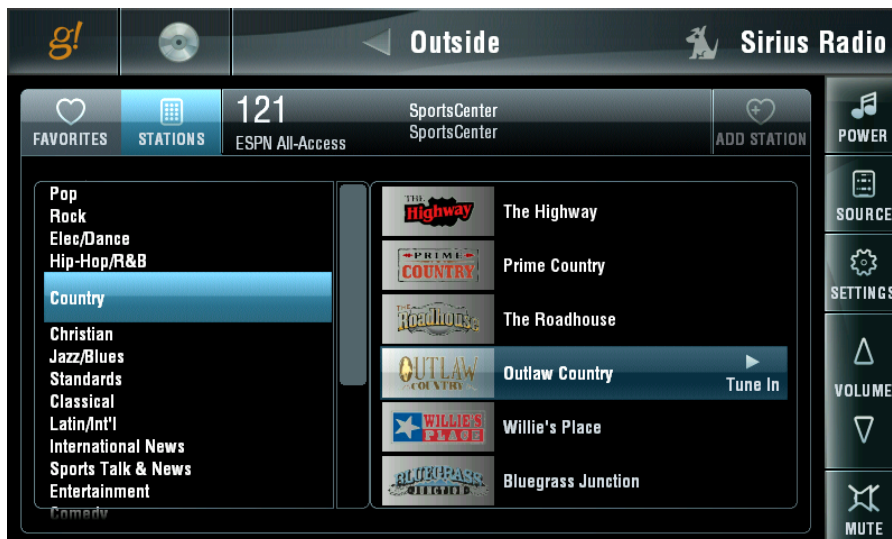 g!
Outside
Sirius Radio
FAVORITES
STATIONS
121
ESPN All-Access
SportsCenter
SportsCenter
ADD STATION
POWER
SOURCE
SETTINGS
VOLUME
MUTE
Pop
Rock
Elec/Dance
Hip-Hop/R&B
Country
Christian
Jazz/Blues
Standards
Classical
Latin/Int'l
International News
Sports Talk & News
Entertainment
Comedy
THE
Highway
The Highway
PRIME
COUNTRY
Prime Country
THE
Roadhouse
The Roadhouse
OUTLAW
COUNTRY
Outlaw Country
Tune In
WILLIE'S
PLACE
Willie's Place
BLUEGRASS
JUNCTION
Bluegrass Junction